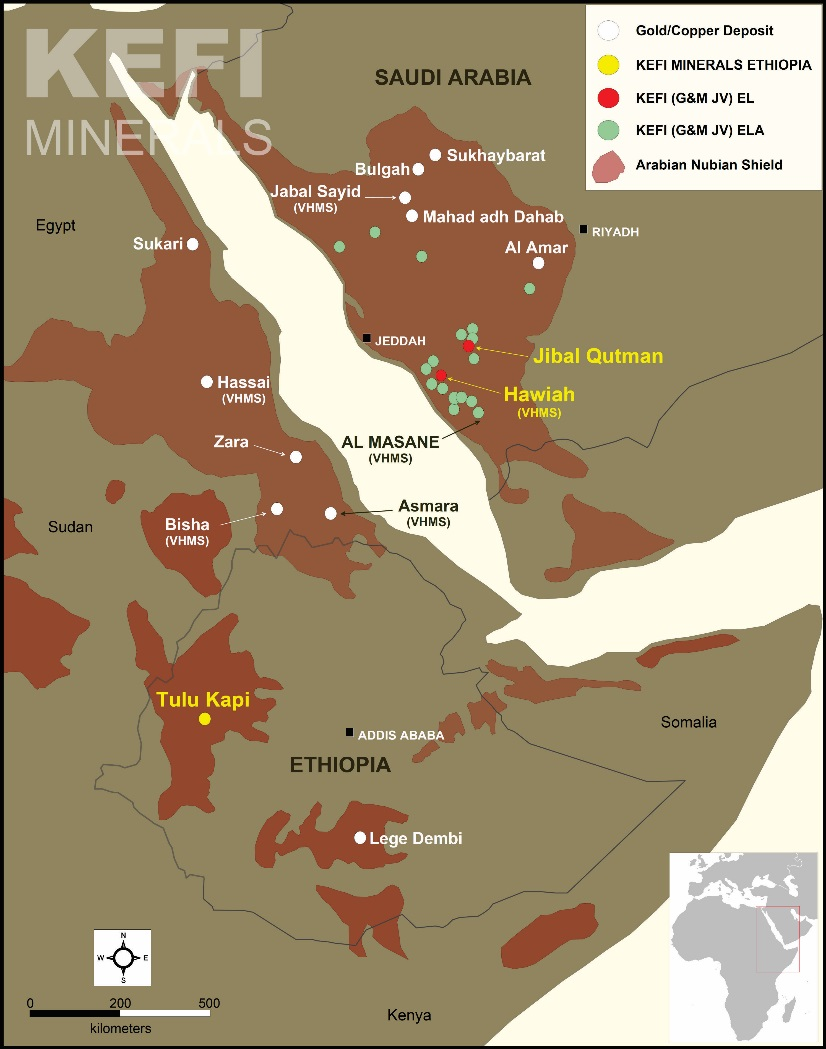 KEFI
MINERALS
SAUDI ARABIA
Gold/Copper Deposit
KEFI MINERALS ETHIOPIA
KEFI (G&M JV) EL
KEFI (G&M JV) ELA
Arabian Nubian Shield
Sukhaybarat
Bulgah
Jabal Sayid
(VHMS)
Mahad adh Dahab
Egypt
Sukari
RIYADH
Al Amar
JEDDAH
Jibal Qutman
Hassai
(VHMS)
Hawiah
(VHMS)
Zara
AL MASANE
(VHMS)
Sudan
Bisha
(VHMS)
Asmara
(VHMS)
Tulu Kapi
Somalia
ADDIS ABABA
ETHIOPIA
Lege Dembi
N
W E
S
0 200 500
kilometers
Kenya